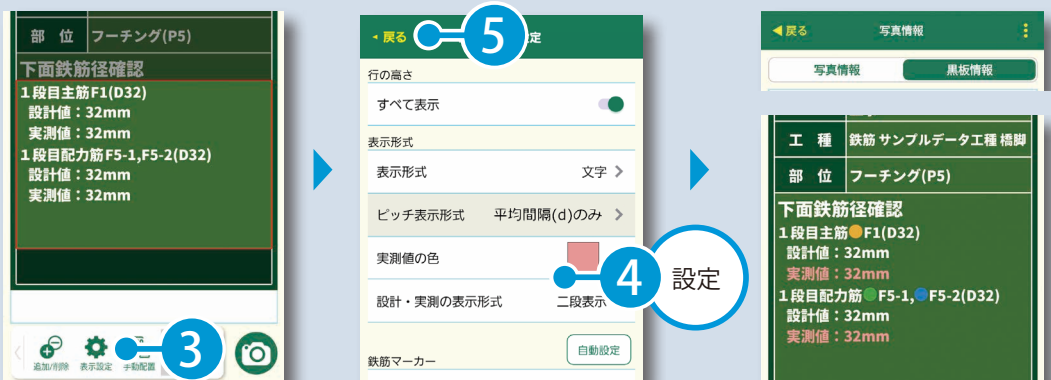 部 位 フーチング(P5)
下面鉄筋径確認
1段目主筋F1(D32)
設計値：32mm
実測値：32mm
1段目配力筋F5-1,F5-2(D32)
設計値：32mm
実測値：32mm
追加/削除 表示設定 手動配置
3
戻る
5
定
行の高さ
すべて表示
表示形式
表示形式 文字
ピッチ表示形式 平均間隔(d)のみ
実測値の色
4
設定
設計・実測の表示形式 二段表示
鉄筋マーカー 自動設定
戻る 写真情報
写真情報 黒板情報
工 種 鉄筋 サンプルデータ工種 橋脚
部 位 フーチング(P5)
下面鉄筋径確認
1段目主筋F1(D32)
設計値：32mm
実測値：32mm
1段目配力筋F5-1,F5-2(D32)
設計値：32mm
実測値：32mm